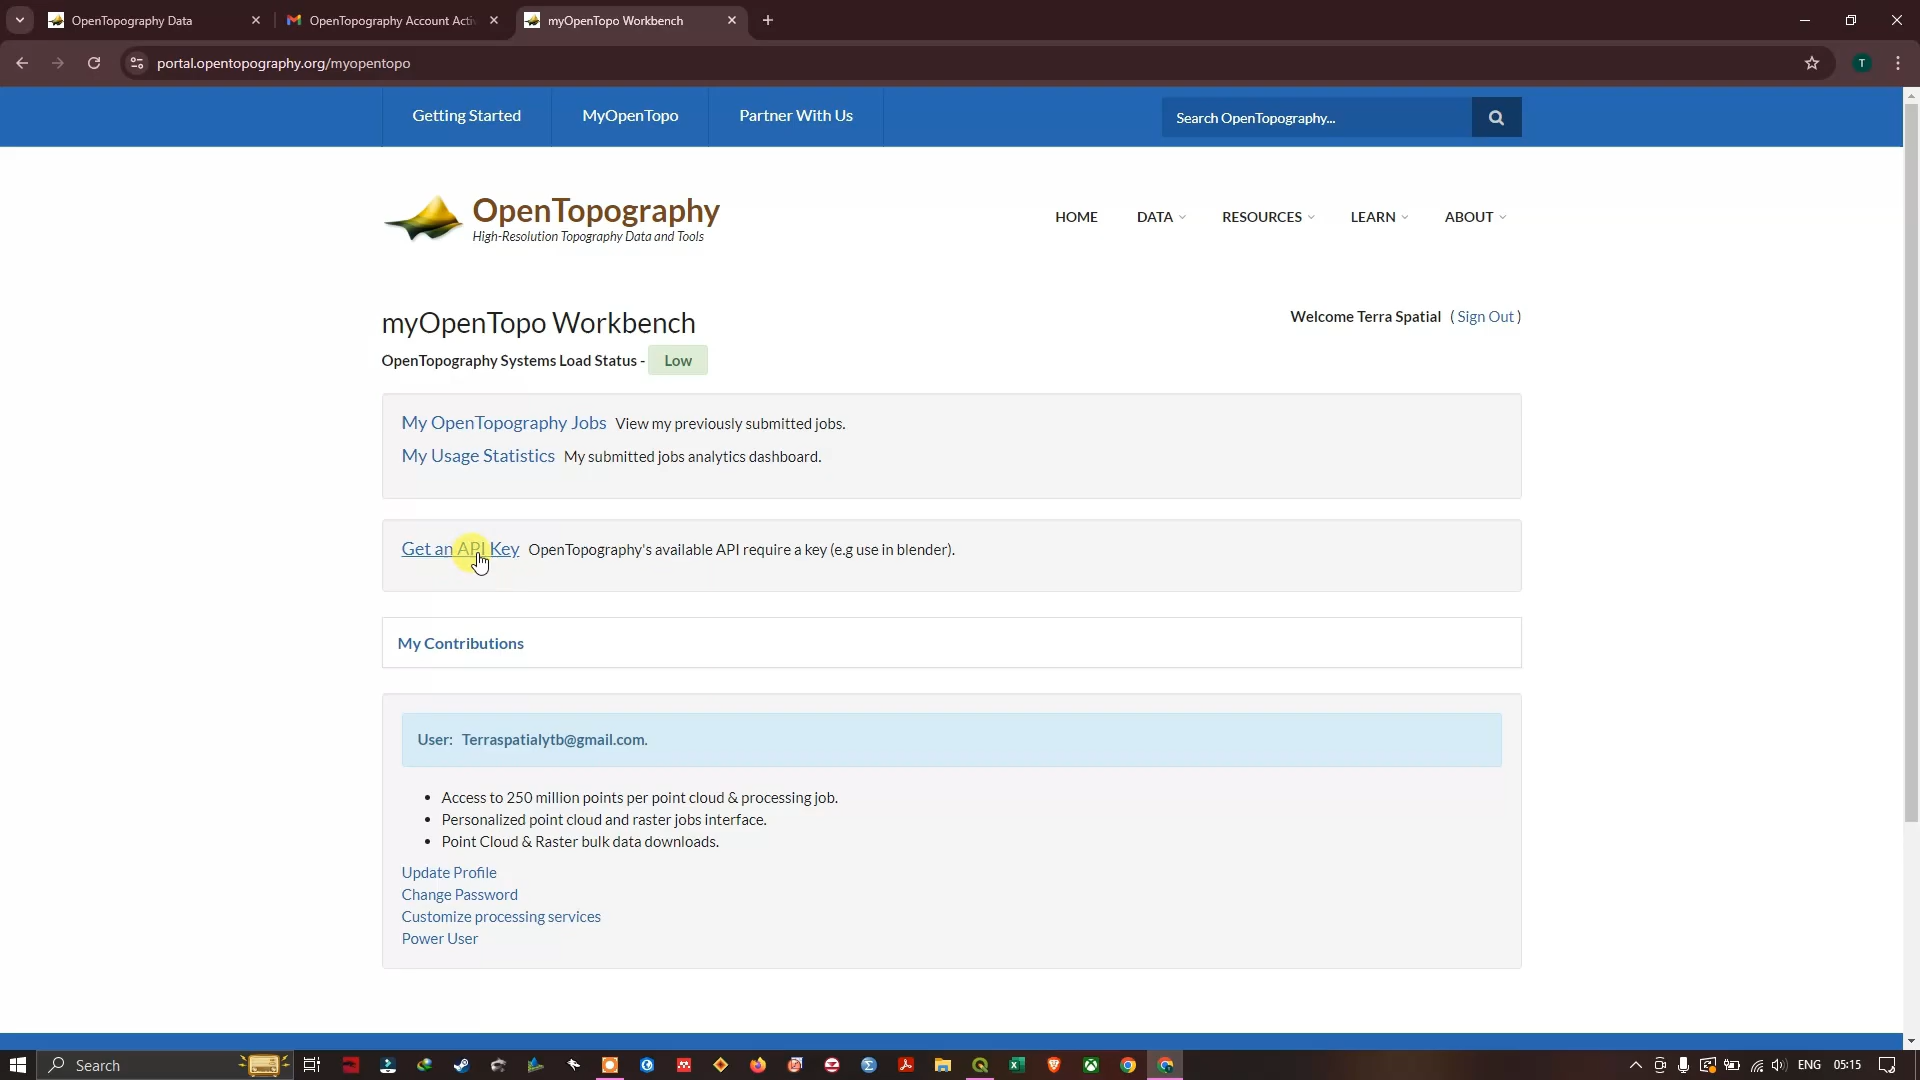 OpenTopography Data
OpenTopography Account Acti
myOpenTopo Workbench
portal.opentopography.org/myopentopo
T
Getting Started
MyOpenTopo
Partner With Us
Search OpenTopography...
OpenTopography
High-Resolution Topography Data and Tools
HOME
DATA
RESOURCES
LEARN
ABOUT
myOpenTopo Workbench
Welcome Terra Spatial ( Sign Out )
OpenTopography Systems Load Status - Low
My OpenTopography Jobs View my previously submitted jobs.
My Usage Statistics My submitted jobs analytics dashboard.
Get an API Key OpenTopography's available API require a key (e.g use in blender).
My Contributions
User: Terraspatialytb@gmail.com.
• Access to 250 million points per point cloud & processing job.
• Personalized point cloud and raster jobs interface.
• Point Cloud & Raster bulk data downloads.
Update Profile
Change Password
Customize processing services
Power User
Search
ENG
05:15